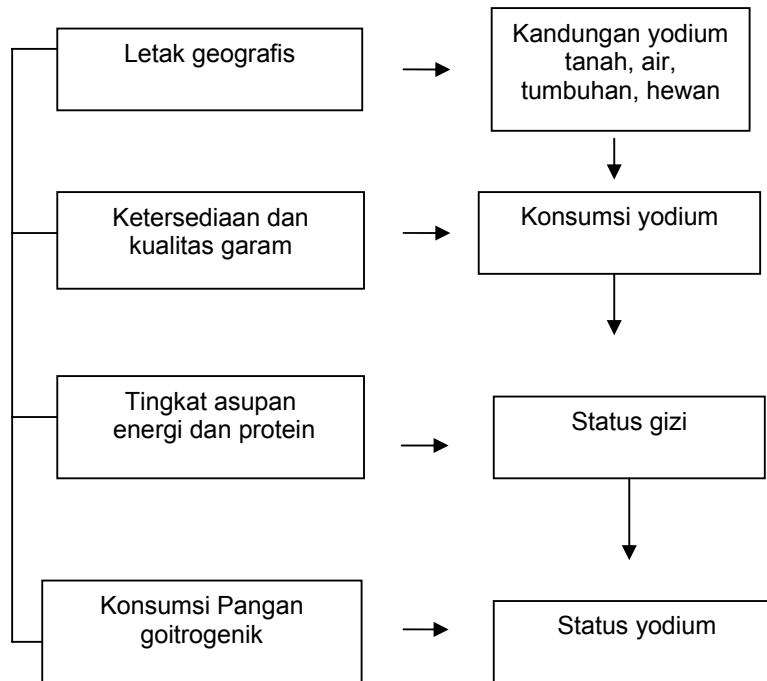 Letak geografis
Kandungan yodium
tanah, air,
tumbuhan, hewan
Ketersediaan dan
kualitas garam
Konsumsi yodium
Tingkat asupan
energi dan protein
Status gizi
Konsumsi Pangan
goitrogenik
Status yodium